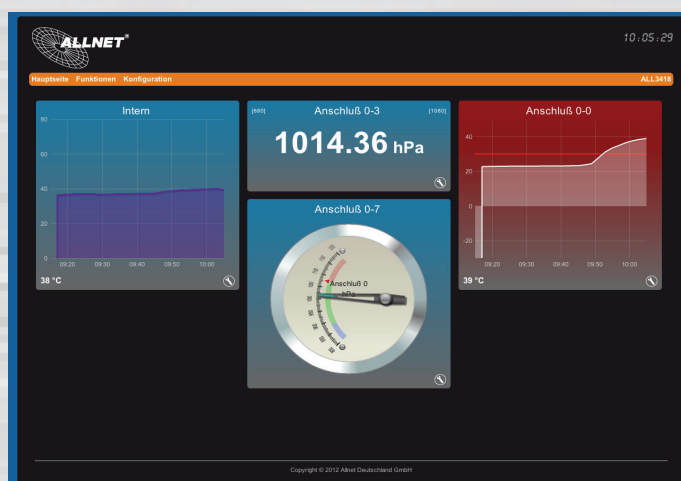 ALLNET®
10:05:29
Hauptseite Funktionen Konfiguration
ALL3418
Intern
80
60
40
20
0
09:20 09:30 09:40 09:50 10:00
38 °C
[880] Anschluß 0-3 [1080]
1014.36 hPa
Anschluß 0-7
Anschluß 0
hPa
Anschluß 0-0
40
20
0
-20
09:20 09:30 09:40 09:50 10:00
39 °C
Copyright © 2012 Allnet Deutschland GmbH